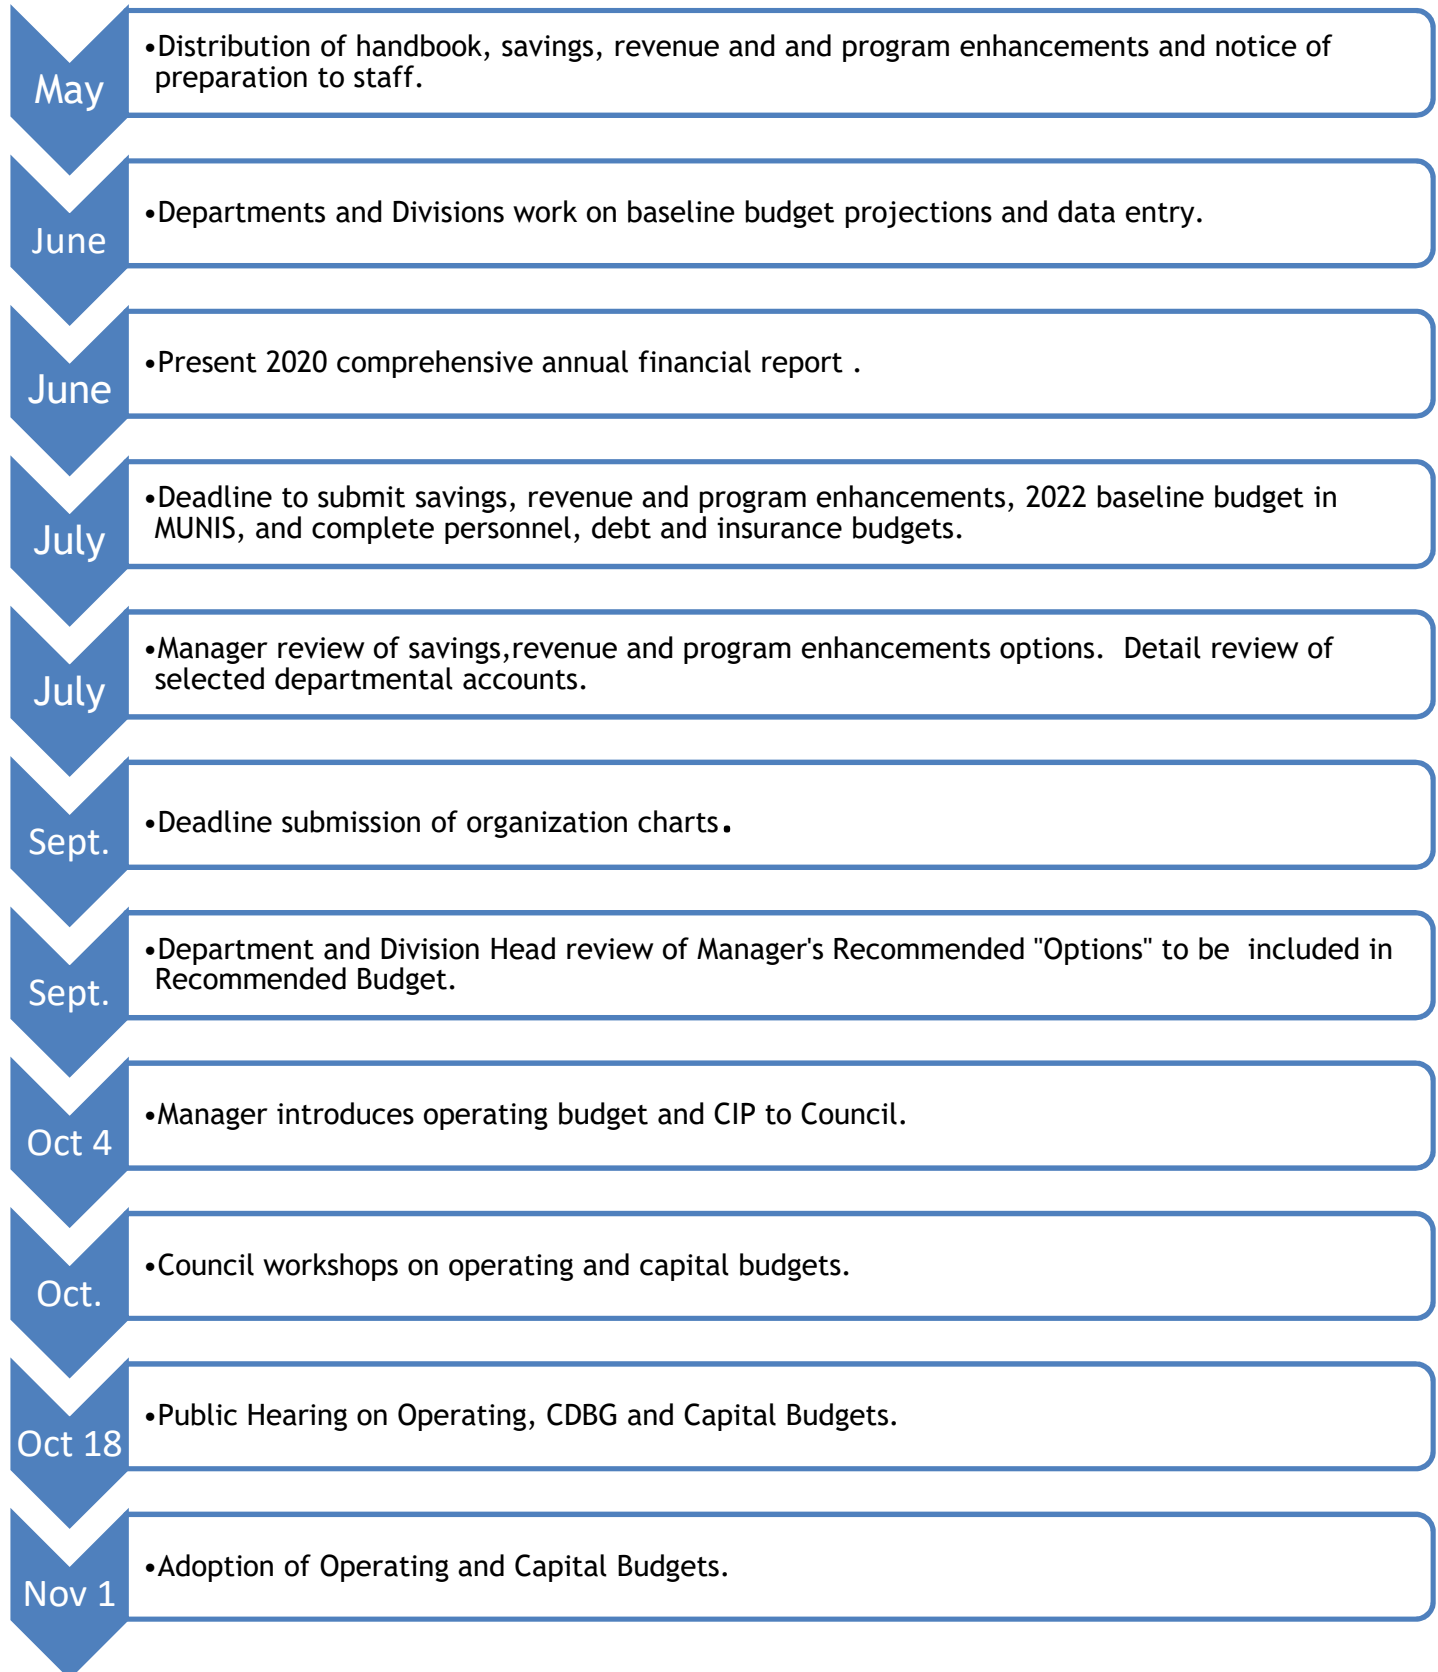 May
•Distribution of handbook, savings, revenue and and program enhancements and notice of
preparation to staff.
June
•Departments and Divisions work on baseline budget projections and data entry.
June
•Present 2020 comprehensive annual financial report .
July
•Deadline to submit savings, revenue and program enhancements, 2022 baseline budget in
MUNIS, and complete personnel, debt and insurance budgets.
July
•Manager review of savings,revenue and program enhancements options.  Detail review of
selected departmental accounts.
Sept.
•Deadline submission of organization charts.
Sept.
•Department and Division Head review of Manager's Recommended "Options" to be  included in
Recommended Budget.
Oct 4
•Manager introduces operating budget and CIP to Council.
Oct.
•Council workshops on operating and capital budgets.
Oct 18
•Public Hearing on Operating, CDBG and Capital Budgets.
Nov 1
•Adoption of Operating and Capital Budgets.